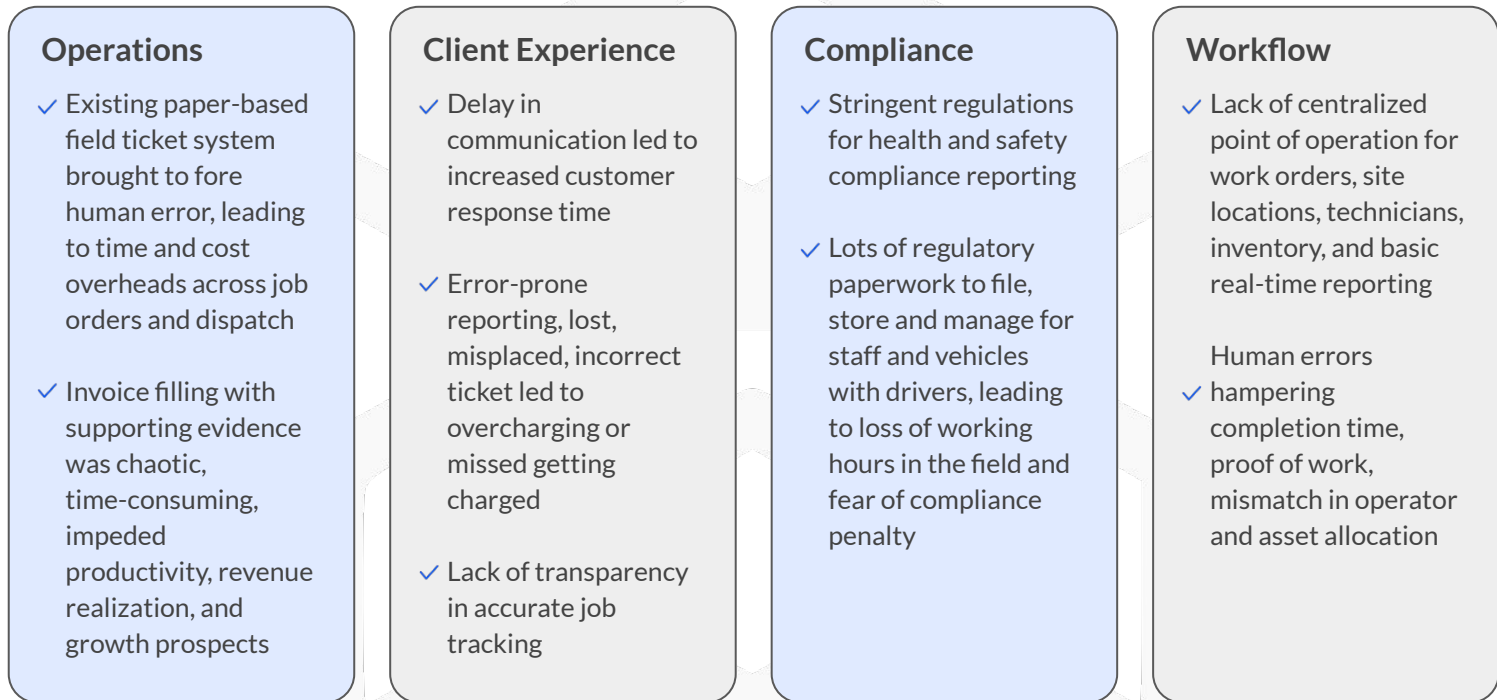 Operations
Existing paper-based
field ticket system
brought to fore
human error, leading
to time and cost
overheads across job
orders and dispatch
Invoice filling with
supporting evidence
was chaotic,
time-consuming,
impeded
productivity, revenue
realization, and
growth prospects
Client Experience
Delay in
communication led to
increased customer
response time
Error-prone
reporting, lost,
misplaced, incorrect
ticket led to
overcharging or
missed getting
charged
Lack of transparency
in accurate job
tracking
Compliance
Stringent regulations
for health and safety
compliance reporting
Lots of regulatory
paperwork to file,
store and manage for
staff and vehicles
with drivers, leading
to loss of working
hours in the field and
fear of compliance
penalty
Workflow
Lack of centralized
point of operation for
work orders, site
locations, technicians,
inventory, and basic
real-time reporting
Human errors
hampering
completion time,
proof of work,
mismatch in operator
and asset allocation